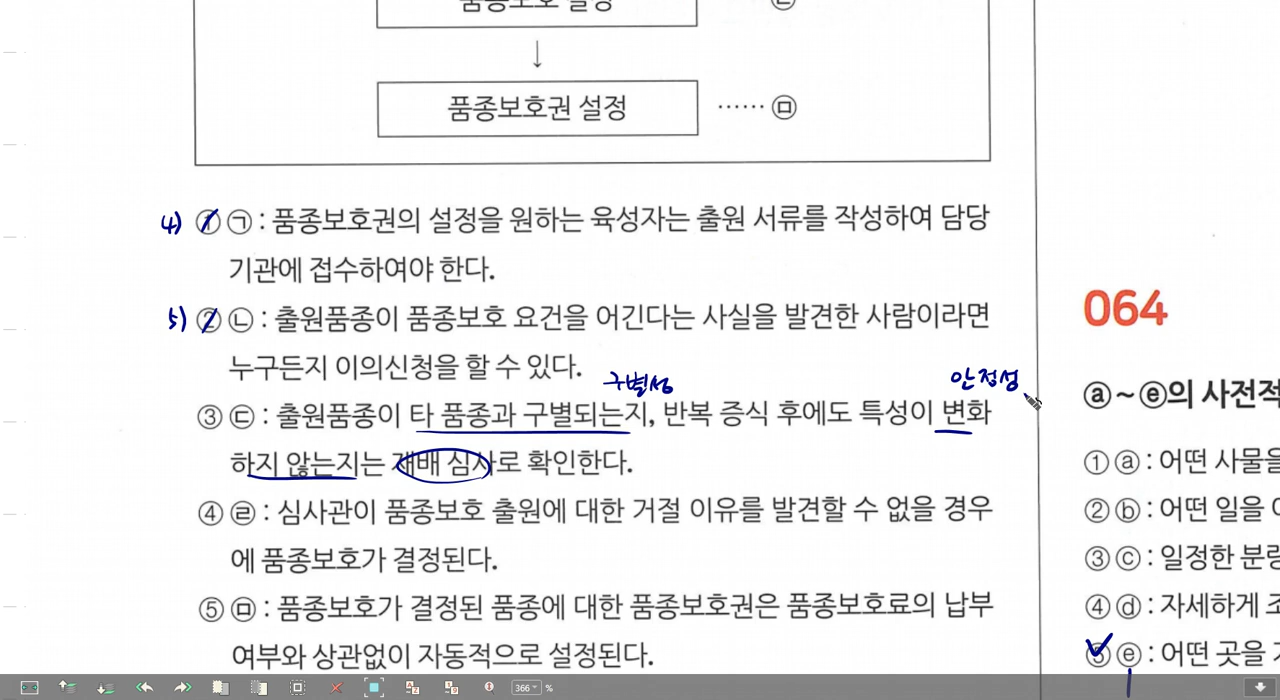 품종보호 결정
↓
품종보호권 설정 ······ ㉤
4) ① ㉠ : 품종보호권의 설정을 원하는 육성자는 출원 서류를 작성하여 담당
기관에 접수하여야 한다.
5) ② ㉡ : 출원품종이 품종보호 요건을 어긴다는 사실을 발견한 사람이라면
누구든지 이의신청을 할 수 있다.
구별성
안정성
③ ㉢ : 출원품종이 타 품종과 구별되는지, 반복 증식 후에도 특성이 변화
하지 않는지는 재배 심사로 확인한다.
④ ㉣ : 심사관이 품종보호 출원에 대한 거절 이유를 발견할 수 없을 경우
에 품종보호가 결정된다.
⑤ ㉤ : 품종보호가 결정된 품종에 대한 품종보호권은 품종보호료의 납부
여부와 상관없이 자동적으로 설정된다.
064
ⓐ~ⓔ의 사전적
① ⓐ : 어떤 사물을
② ⓑ : 어떤 일을
③ ⓒ : 일정한 분량
④ ⓓ : 자세하게
⑤ ⓔ : 어떤 곳을
366 %